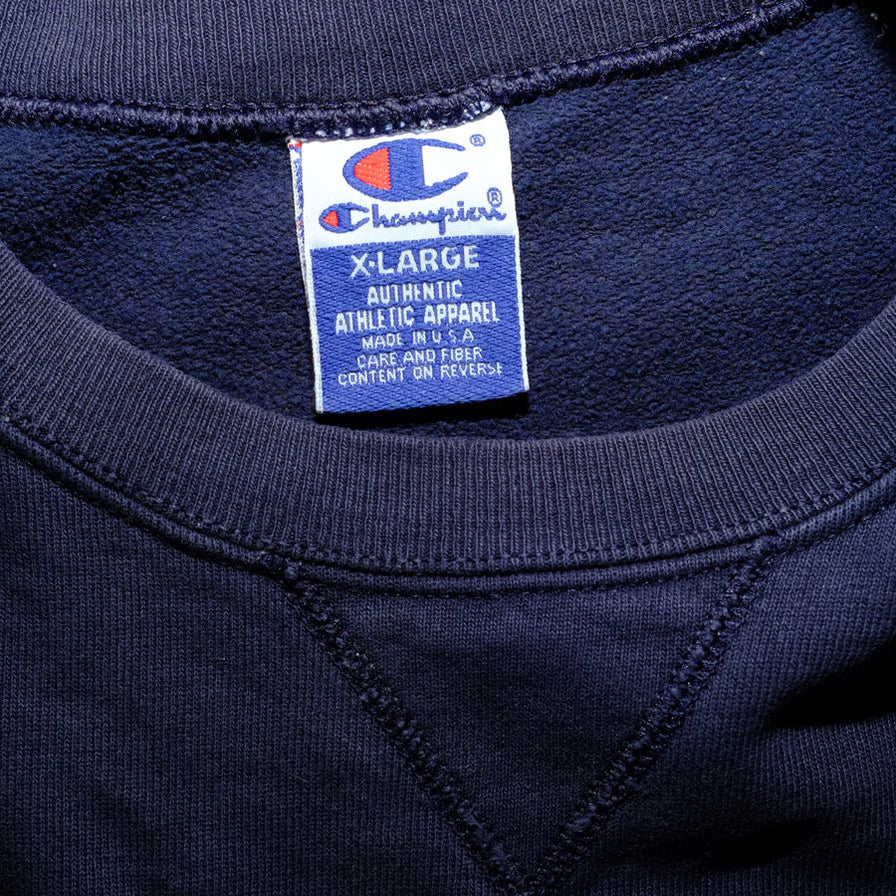 ®
Champion®
X-LARGE
AUTHENTIC
ATHLETIC APPAREL
MADE IN U.S.A
CARE AND FIBER
CONTENT ON REVERSE